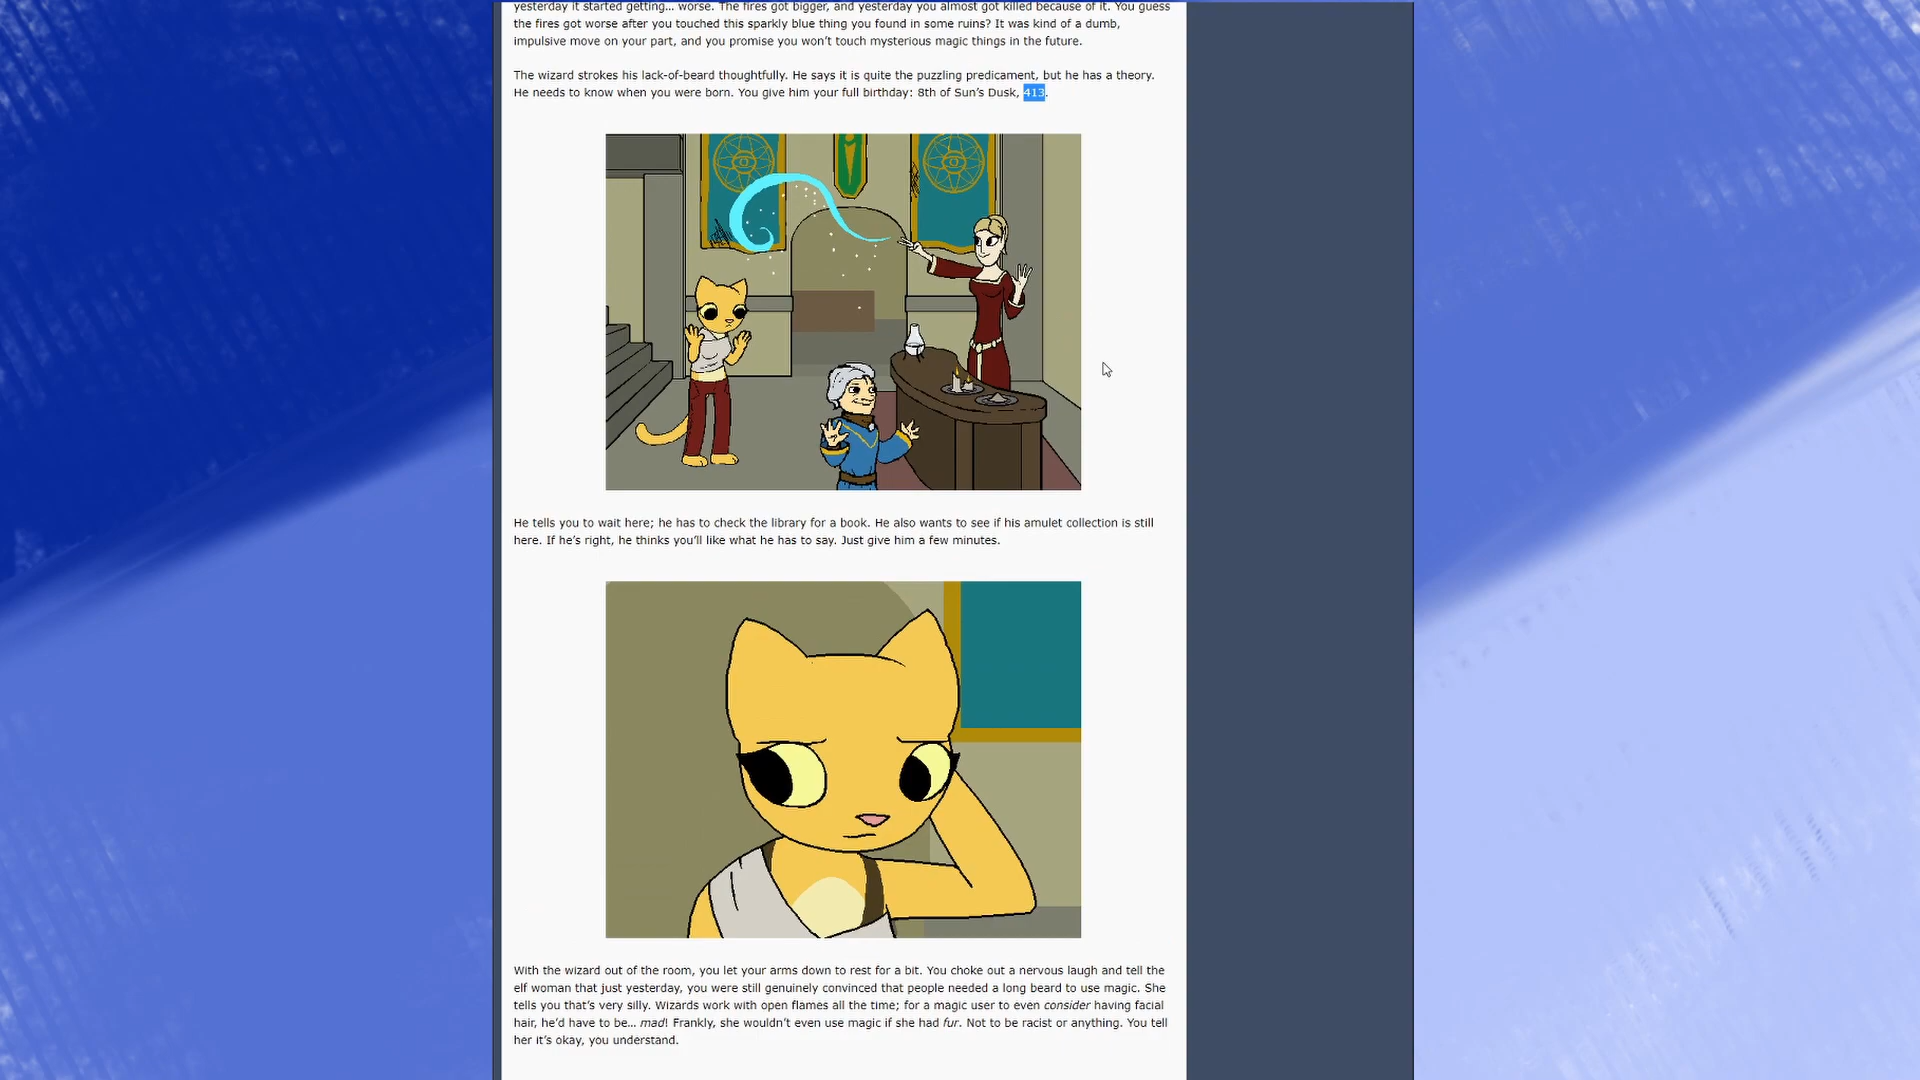 yesterday it started getting... worse. The fires got bigger, and yesterday you almost got killed because of it. You guess
the fires got worse after you touched this sparkly blue thing you found in some ruins? It was kind of a dumb,
impulsive move on your part, and you promise you won’t touch mysterious magic things in the future.
The wizard strokes his lack-of-beard thoughtfully. He says it is quite the puzzling predicament, but he has a theory.
He needs to know when you were born. You give him your full birthday: 8th of Sun’s Dusk, 413.
He tells you to wait here; he has to check the library for a book. He also wants to see if his amulet collection is still
here. If he’s right, he thinks you’ll like what he has to say. Just give him a few minutes.
With the wizard out of the room, you let your arms down to rest for a bit. You choke out a nervous laugh and tell the
elf woman that just yesterday, you were still genuinely convinced that people needed a long beard to use magic. She
tells you that’s very silly. Wizards work with open flames all the time; for a magic user to even consider having facial
hair, he’d have to be... mad! Frankly, she wouldn’t even use magic if she had fur. Not to be racist or anything. You tell
her it’s okay, you understand.